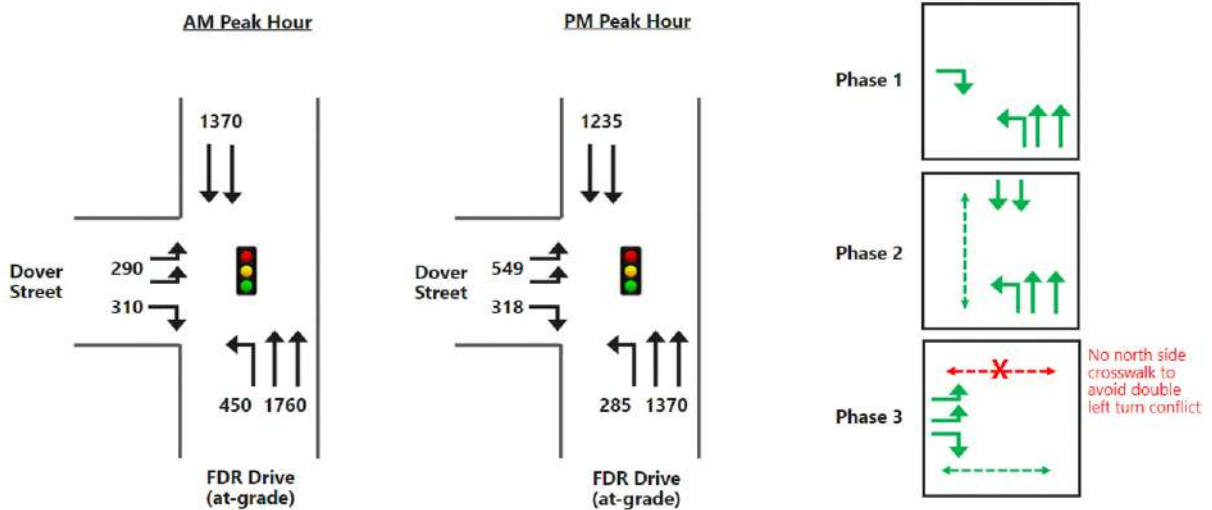 AM Peak Hour
1370
290
Dover
Street
310
450 1760
FDR Drive
(at-grade)
PM Peak Hour
1235
549
Dover
Street
318
285 1370
FDR Drive
(at-grade)
Phase 1
Phase 2
Phase 3
X
No north side
crosswalk to
avoid double
left turn conflict